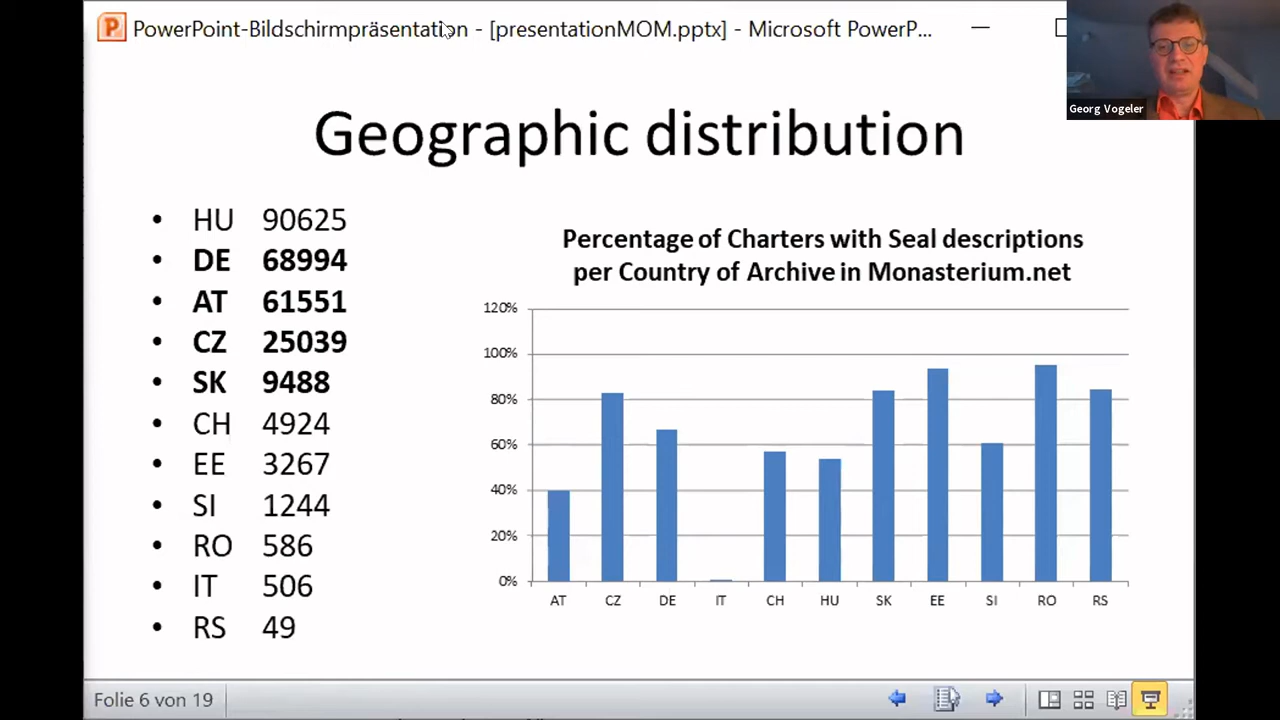 PowerPoint-Bildschirmpräsentation - [presentationMOM.pptx] - Microsoft PowerP...
Georg Vogeler
Geographic distribution
• HU 90625
• DE 68994
• AT 61551
• CZ 25039
• SK 9488
• CH 4924
• EE 3267
• SI 1244
• RO 586
• IT 506
• RS 49
Percentage of Charters with Seal descriptions
per Country of Archive in Monasterium.net
120%
100%
80%
60%
40%
20%
0%
AT CZ DE IT CH HU SK EE SI RO RS
Folie 6 von 19